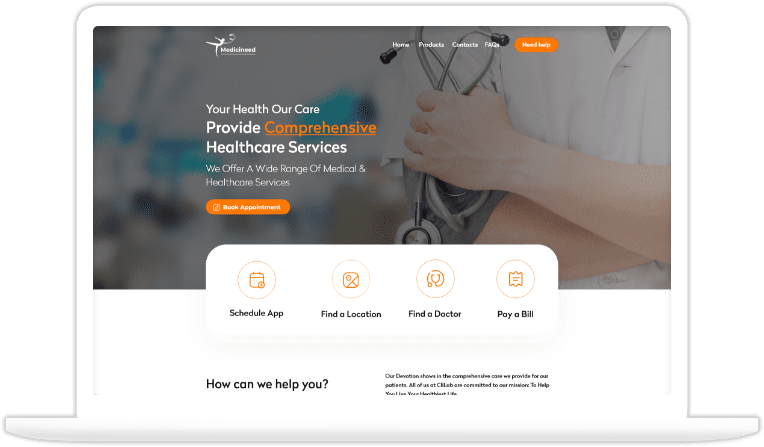 Medicineed
Home Products Contacts FAQs Need help
Your Health Our Care
Provide Comprehensive
Healthcare Services
We Offer A Wide Range Of Medical &
Healthcare Services
Book Appointment
Schedule App Find a Location Find a Doctor Pay a Bill
How can we help you?
Our Devotion shows in the comprehensive care we provide for our
patients. All of us at are committed to our mission: To Help
You Live Your Healthiest Life.